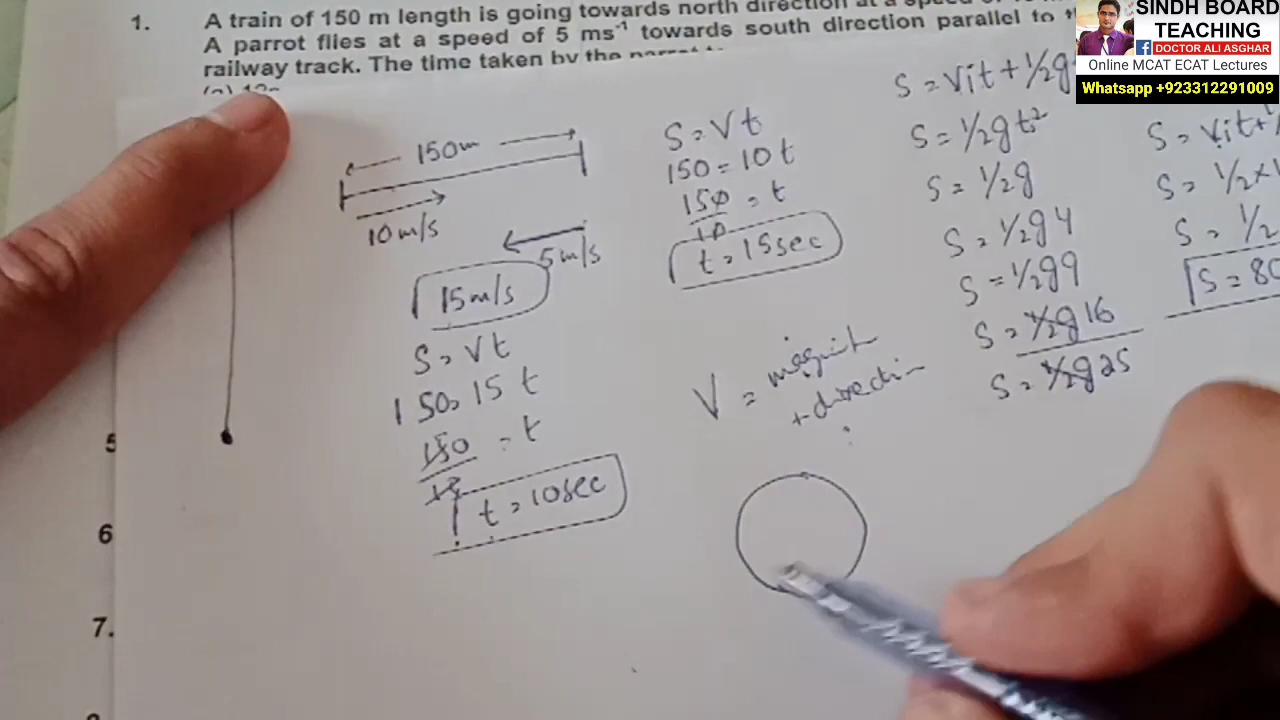 1. A train of 150 m length is going towards north direction at a speed of
A parrot flies at a speed of 5 ms⁻¹ towards south direction parallel to
railway track. The time taken by the parrot to
SINDH BOARD
TEACHING
DOCTOR ALI ASGHAR
Online MCAT ECAT Lectures
Whatsapp +923312291009
150m
10m/s
5m/s
15m/s
S = Vt
150 = 15 t
150 = t
15
t = 10sec
S = Vt
150 = 10t
150 = t
10
t = 15sec
V = magnit
+ direction
S = Vit + ½g
S = ½gt²
S = ½g
S = ½g4
S = ½g9
S = ½g16
S = ½g25
S = Vit +
S = ½ ×
S = ½
S = 80
5
6
7.